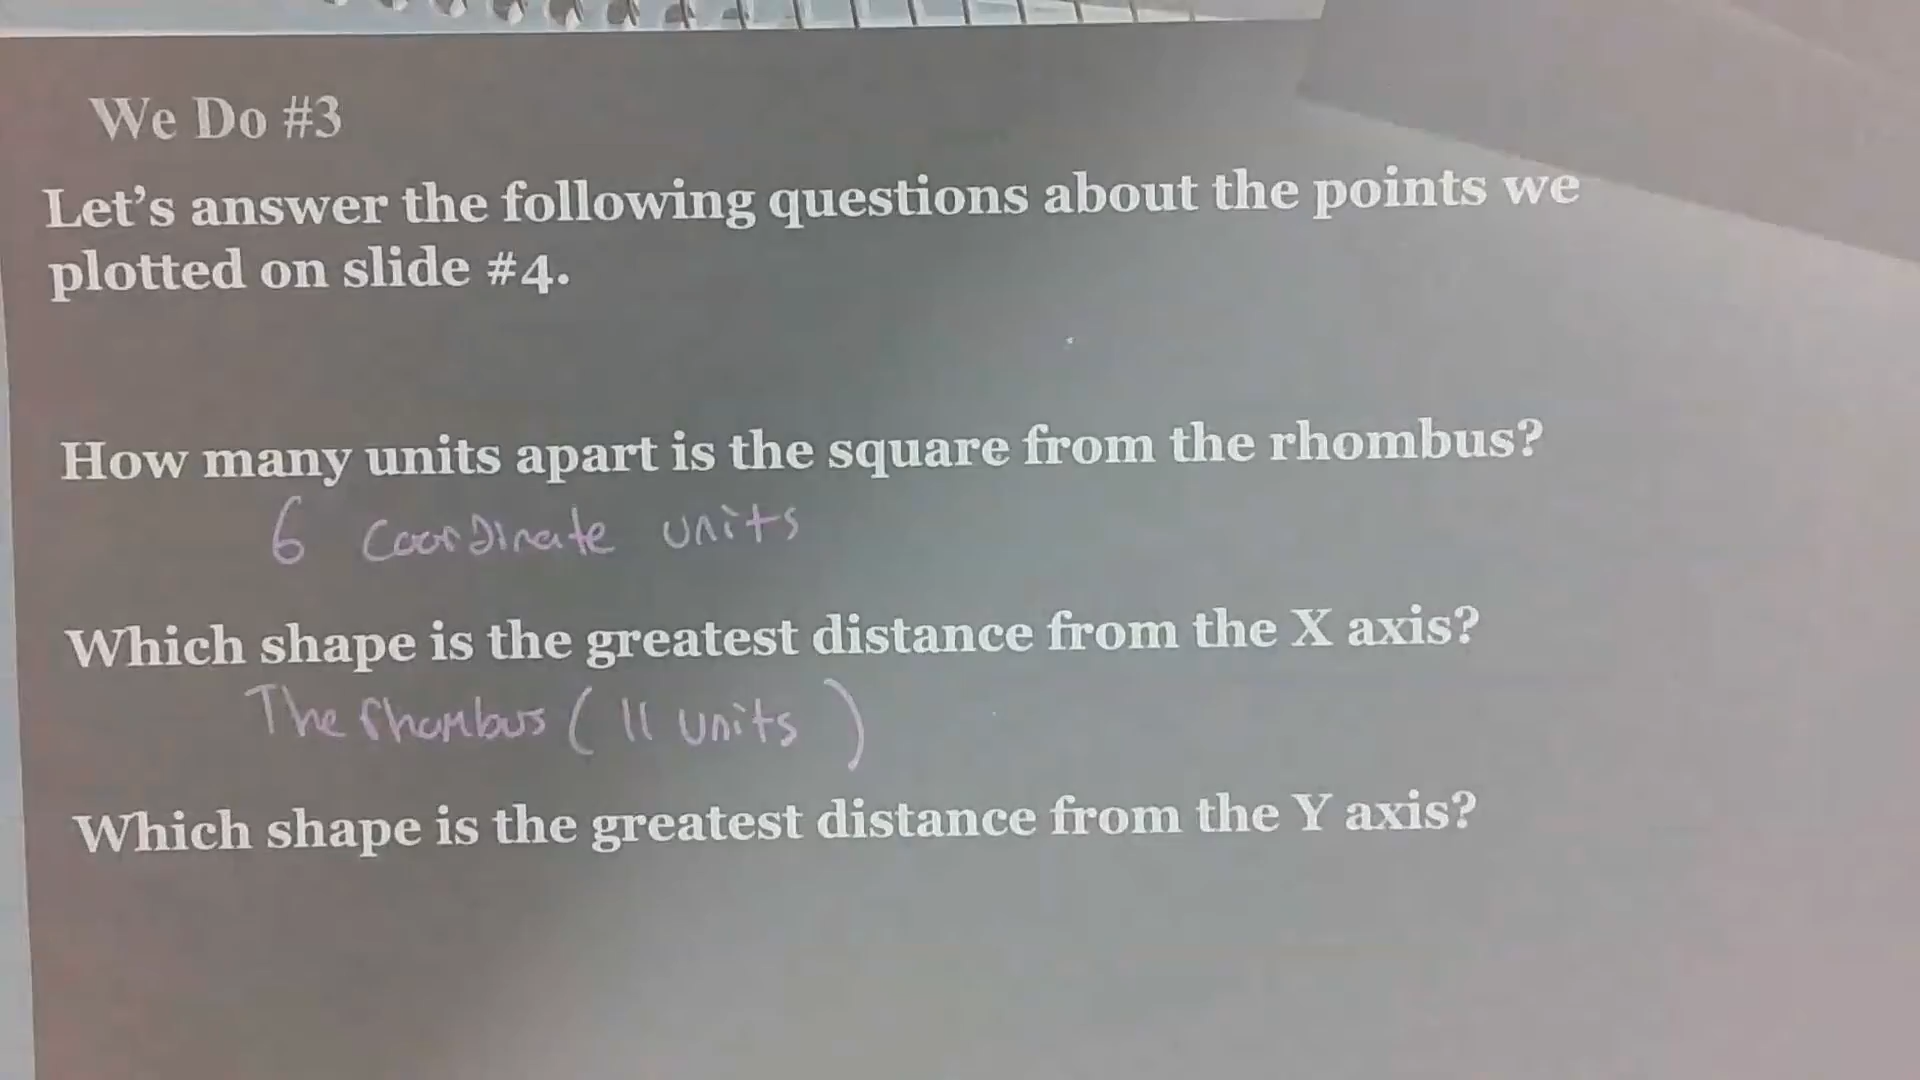 We Do #3
Let's answer the following questions about the points we
plotted on slide #4.
How many units apart is the square from the rhombus?
6 coordinate units
Which shape is the greatest distance from the X axis?
The rhombus ( 11 units )
Which shape is the greatest distance from the Y axis?